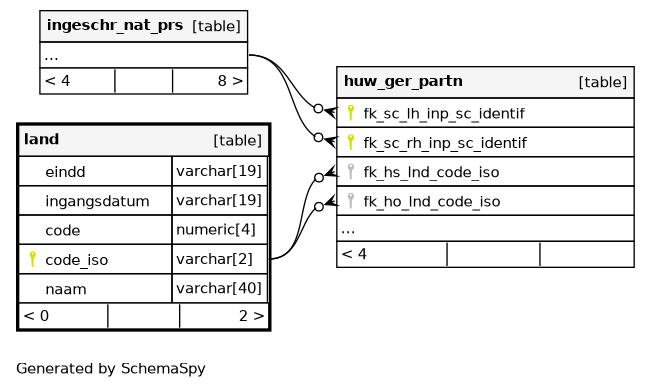 ingeschr_nat_prs [table]
...
< 4 8 >
huw_ger_partn [table]
fk_sc_lh_inp_sc_identif
fk_sc_rh_inp_sc_identif
fk_hs_lnd_code_iso
fk_ho_lnd_code_iso
...
< 4
land [table]
eindd varchar[19]
ingangsdatum varchar[19]
code numeric[4]
code_iso varchar[2]
naam varchar[40]
< 0 2 >
Generated by SchemaSpy